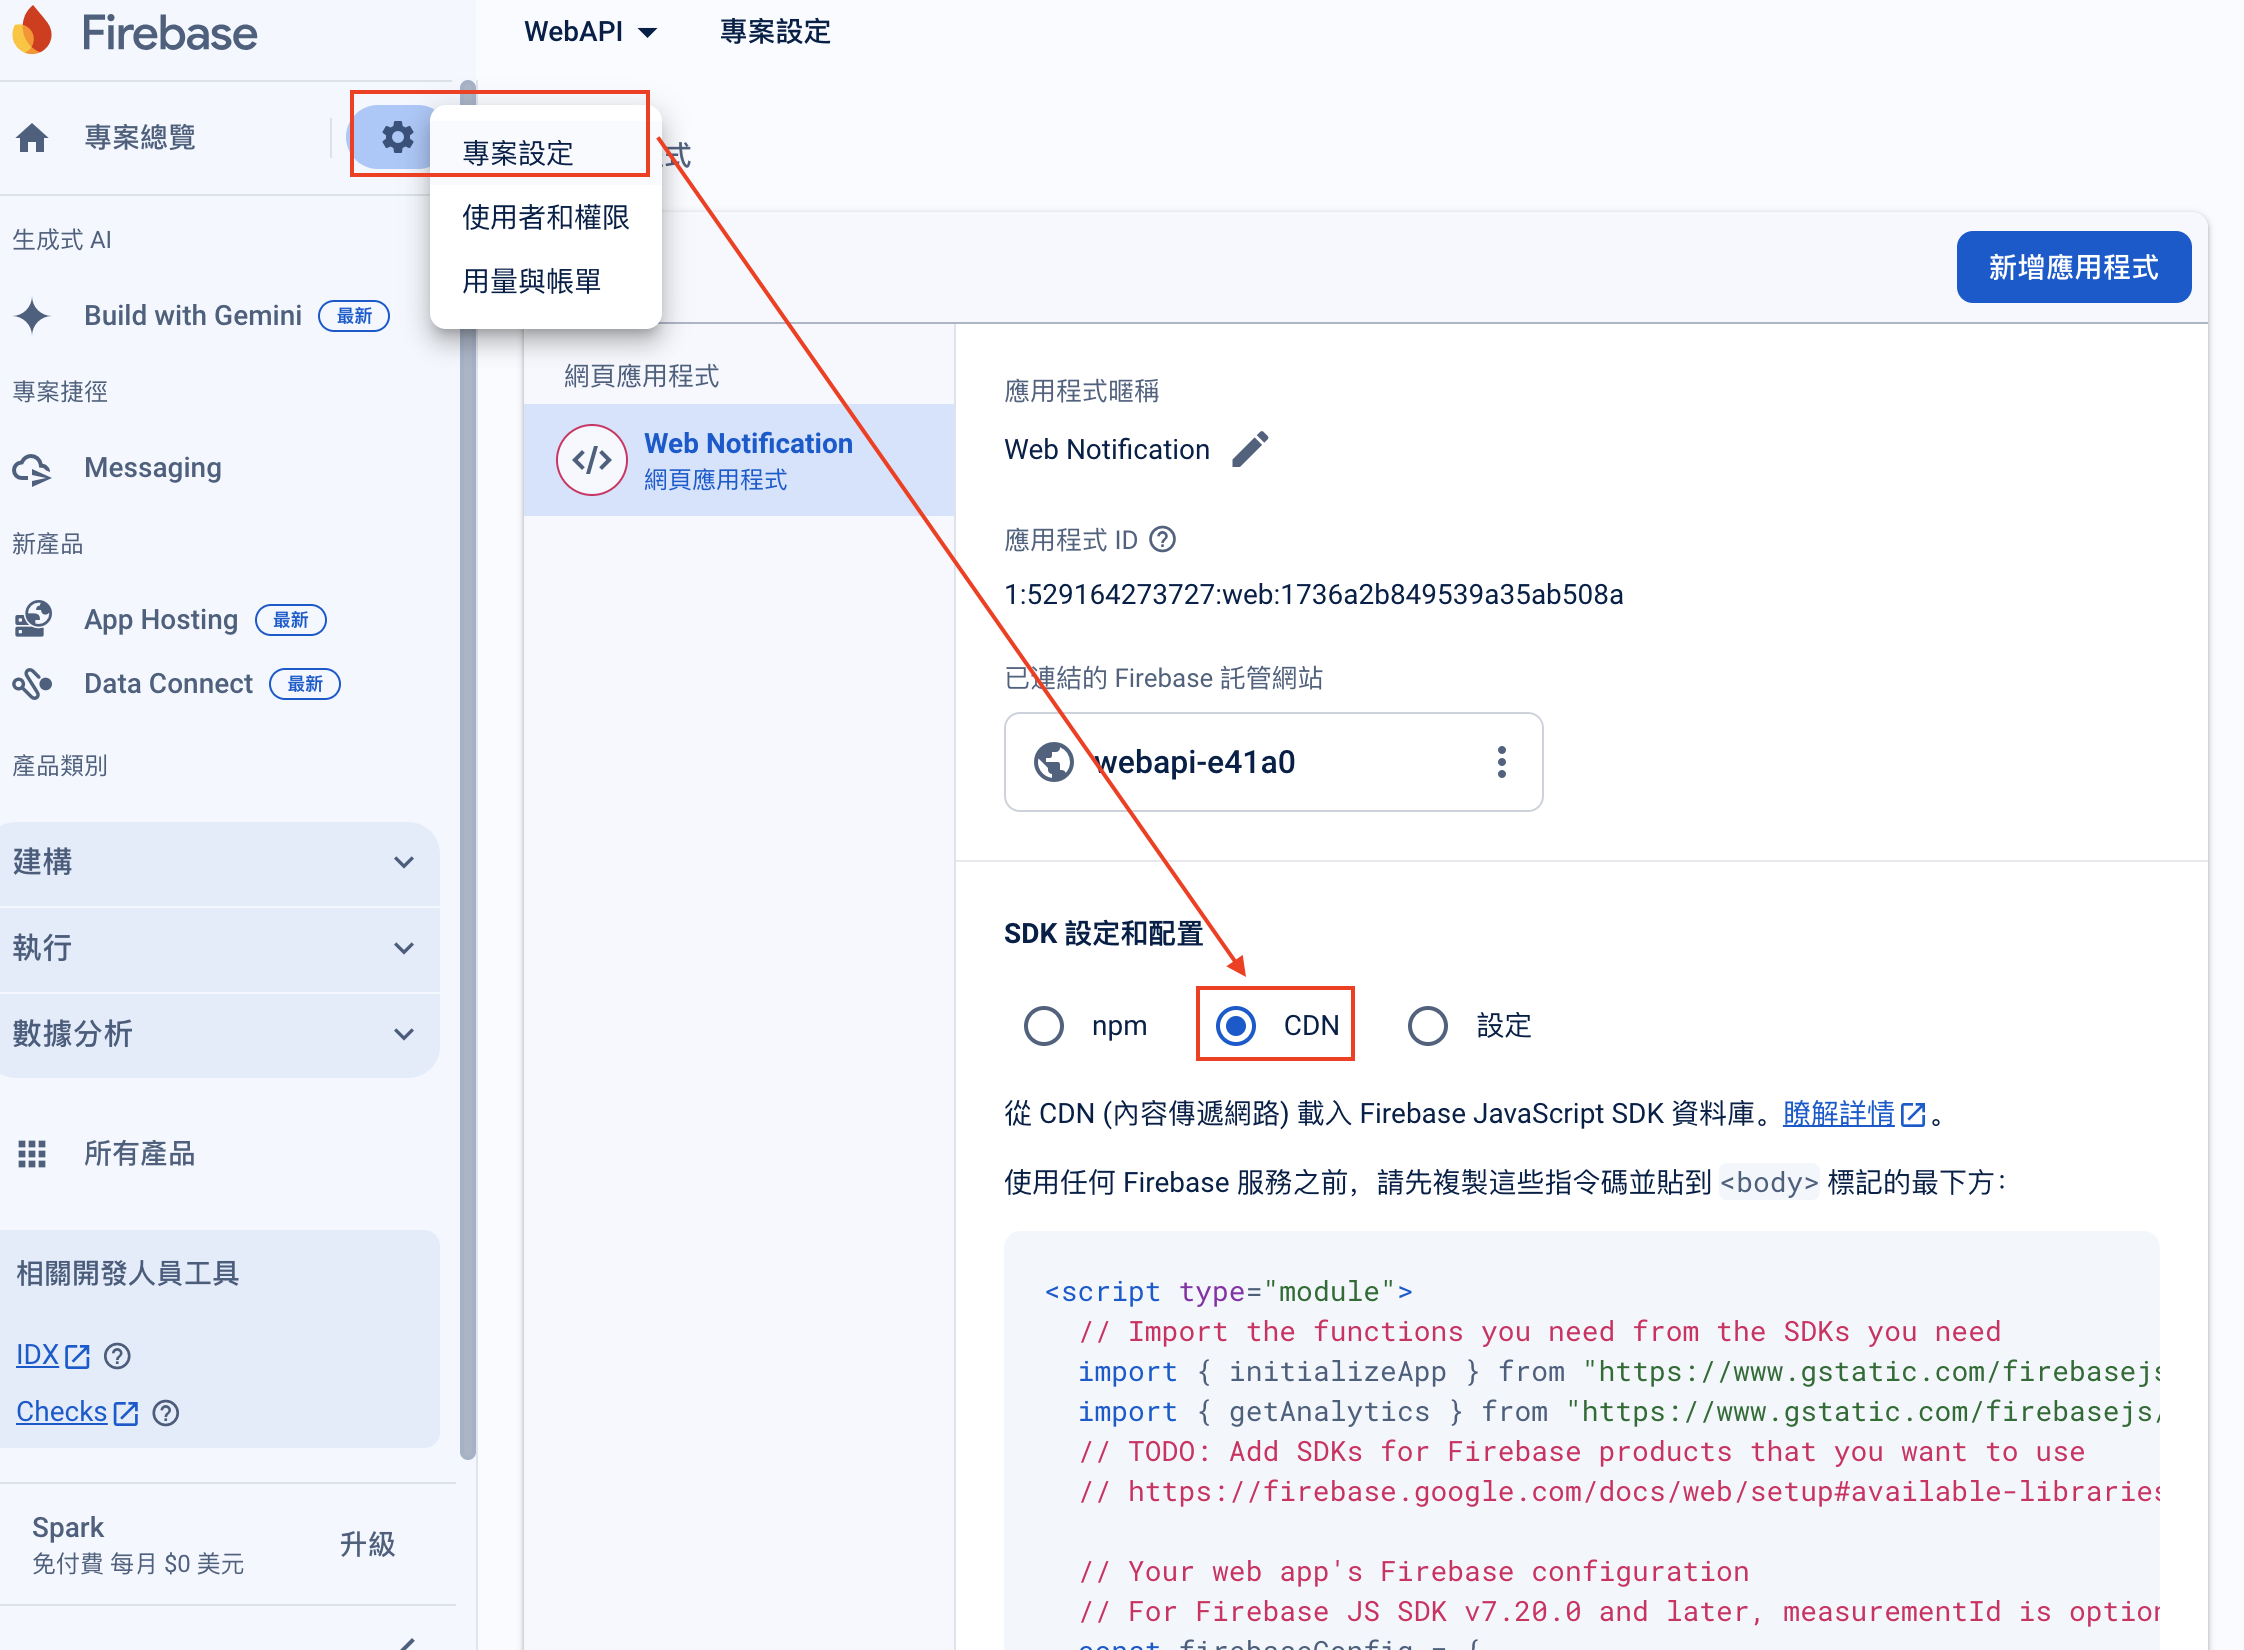 Firebase
WebAPI
專案設定
專案總覽
專案設定
使用者和權限
用量與帳單
式
生成式 AI
Build with Gemini 最新
專案捷徑
Messaging
新產品
App Hosting 最新
Data Connect 最新
產品類別
建構
執行
數據分析
所有產品
相關開發人員工具
IDX
Checks
Spark
免付費 每月 $0 美元
升級
新增應用程式
網頁應用程式
Web Notification
網頁應用程式
應用程式暱稱
Web Notification
應用程式 ID
1:529164273727:web:1736a2b849539a35ab508a
已連結的 Firebase 託管網站
webapi-e41a0
SDK 設定和配置
npm
CDN
設定
從 CDN (內容傳遞網路) 載入 Firebase JavaScript SDK 資料庫。瞭解詳情。
使用任何 Firebase 服務之前，請先複製這些指令碼並貼到 <body> 標記的最下方：
<script type="module">
// Import the functions you need from the SDKs you need
import { initializeApp } from "https://www.gstatic.com/firebasejs
import { getAnalytics } from "https://www.gstatic.com/firebasejs/
// TODO: Add SDKs for Firebase products that you want to use
// https://firebase.google.com/docs/web/setup#available-libraries
// Your web app's Firebase configuration
// For Firebase JS SDK v7.20.0 and later, measurementId is option
const firebaseConfig = {